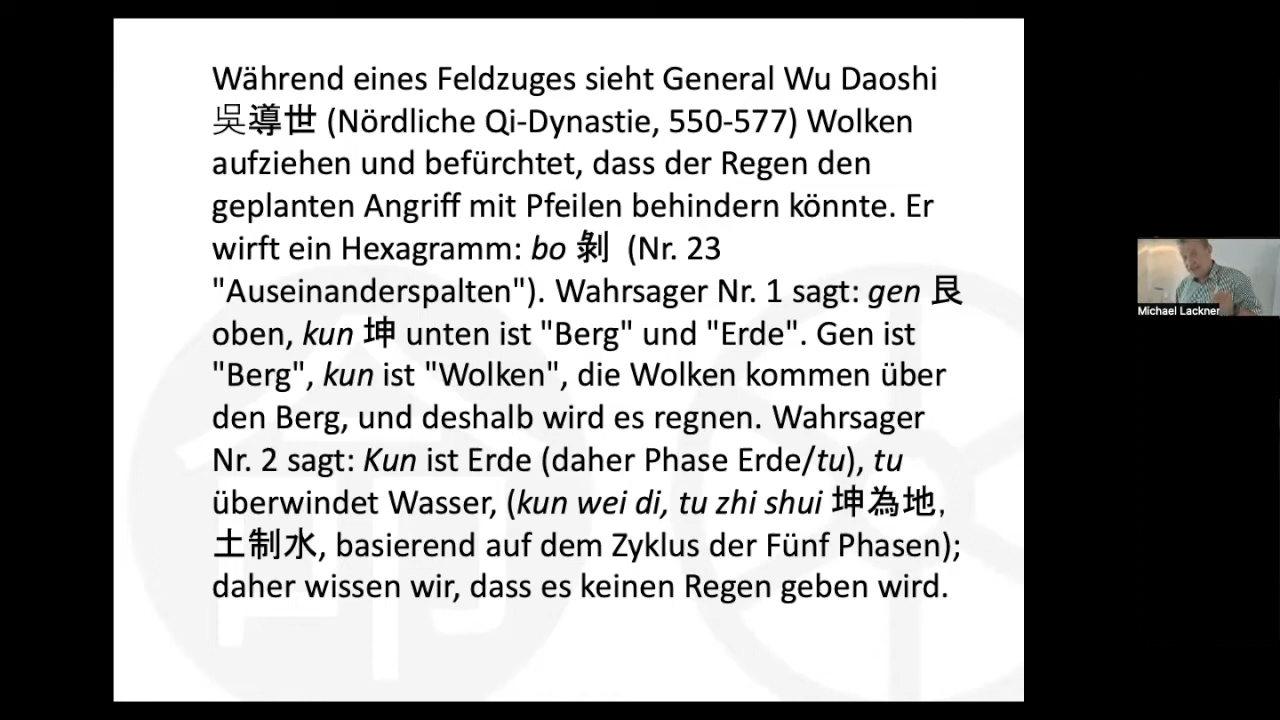 Während eines Feldzuges sieht General Wu Daoshi
吳導世 (Nördliche Qi-Dynastie, 550-577) Wolken
aufziehen und befürchtet, dass der Regen den
geplanten Angriff mit Pfeilen behindern könnte. Er
wirft ein Hexagramm: bo 剝 (Nr. 23
"Auseinanderspalten"). Wahrsager Nr. 1 sagt: gen 艮
oben, kun 坤 unten ist "Berg" und "Erde". Gen ist
"Berg", kun ist "Wolken", die Wolken kommen über
den Berg, und deshalb wird es regnen. Wahrsager
Nr. 2 sagt: Kun ist Erde (daher Phase Erde/tu), tu
überwindet Wasser, (kun wei di, tu zhi shui 坤為地,
土制水, basierend auf dem Zyklus der Fünf Phasen);
daher wissen wir, dass es keinen Regen geben wird.
Michael Lackner